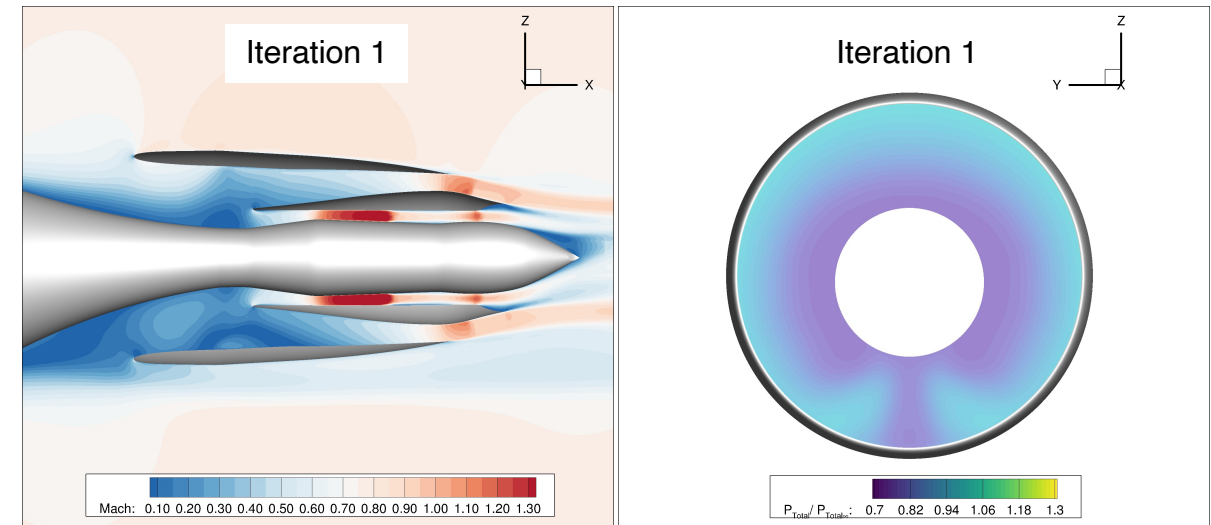 Iteration 1
Z
Y X
Mach: 0.10 0.20 0.30 0.40 0.50 0.60 0.70 0.80 0.90 1.00 1.10 1.20 1.30
Iteration 1
Z
Y X
P_Total/ P_Total∞: 0.7 0.82 0.94 1.06 1.18 1.3